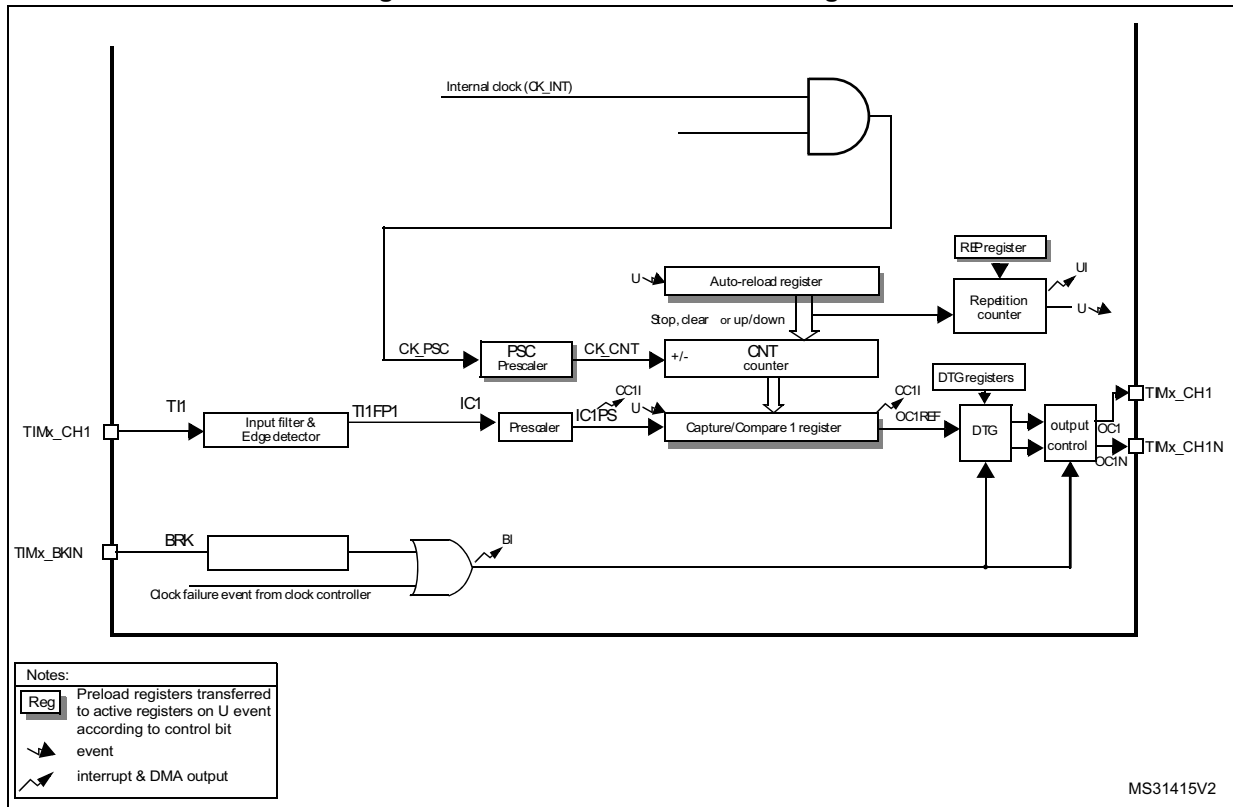 Internal clock (CK_INT)
REP register
UI
U
Auto-reload register
Repetition
counter
U
Stop, clear or up/down
CK_PSC
PSC
Prescaler
CK_CNT
+/-
CNT
counter
DTG registers
TIMx_CH1
TI1
Input filter &
Edge detector
TI1FP1
IC1
Prescaler
IC1PS
CC1I
U
Capture/Compare 1 register
CC1I
OC1REF
DTG
output
control
OC1
OC1N
TIMx_CH1
TIMx_CH1N
TIMx_BKIN
BRK
BI
Clock failure event from clock controller
Notes:
Reg
Preload registers transferred
to active registers on U event
according to control bit
event
interrupt & DMA output
MS31415V2